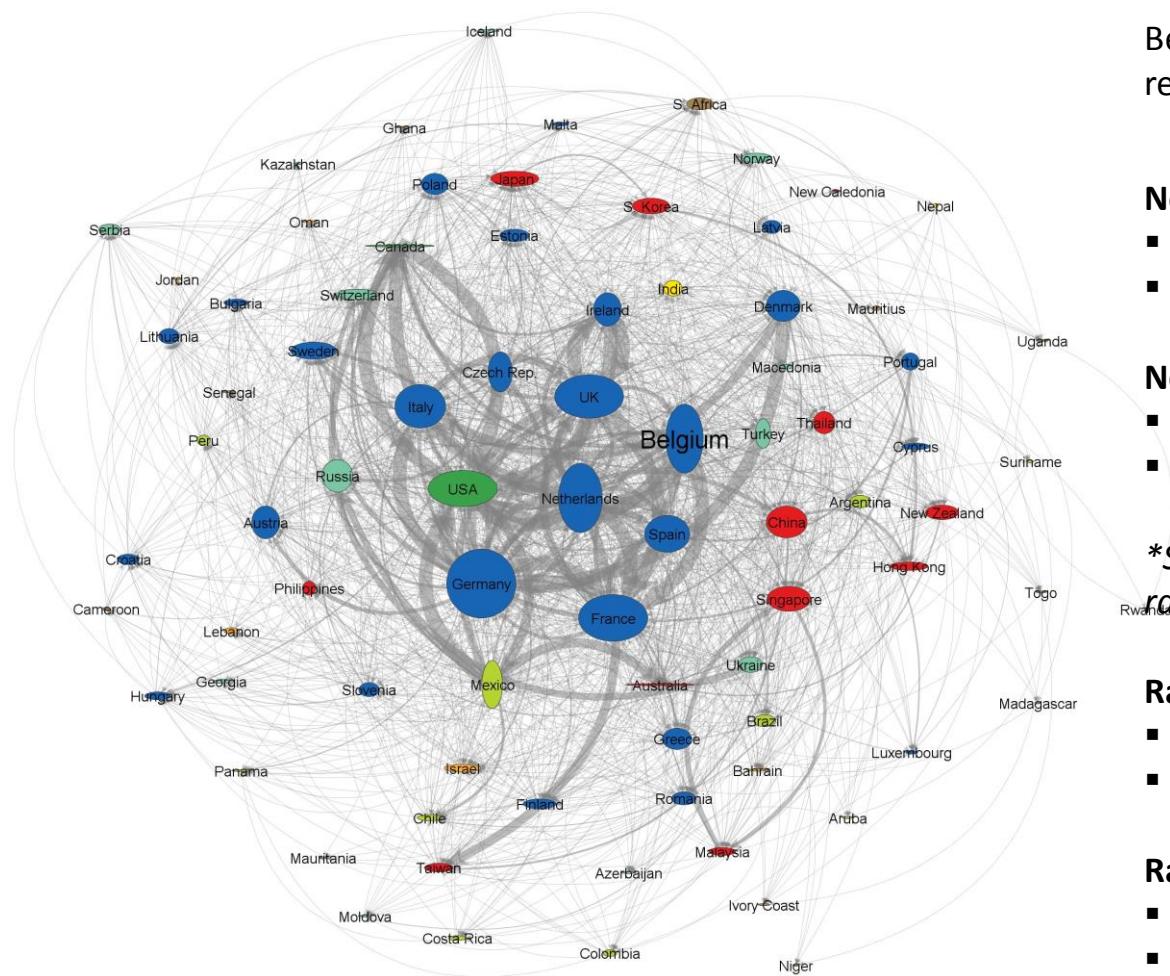 Iceland
S. Africa
Ghana
Malta
Kazakhstan
Norway
Poland
Japan
New Caledonia
S. Korea
Nepal
Oman
Serbia
Estonia
Latvia
Canada
Jordan
Switzerland
India
Bulgaria
Ireland
Denmark
Mauritius
Lithuania
Uganda
Sweden
Czech Rep.
Macedonia
Portugal
Senegal
UK
Italy
Thailand
Peru
Belgium
Turkey
Cyprus
Russia
Suriname
USA
Netherlands
Argentina
New Zealand
Austria
Spain
China
Croatia
Hong Kong
Philippines
Germany
Singapore
Togo
Cameroon
France
Rwanda
Lebanon
Ukraine
Georgia
Mexico
Australia
Hungary
Slovenia
Madagascar
Brazil
Greece
Luxembourg
Panama
Israel
Bahrain
Finland
Romania
Chile
Aruba
Mauritania
Taiwan
Malaysia
Azerbaijan
Ivory Coast
Moldova
Costa Rica
Colombia
Niger
Be
re